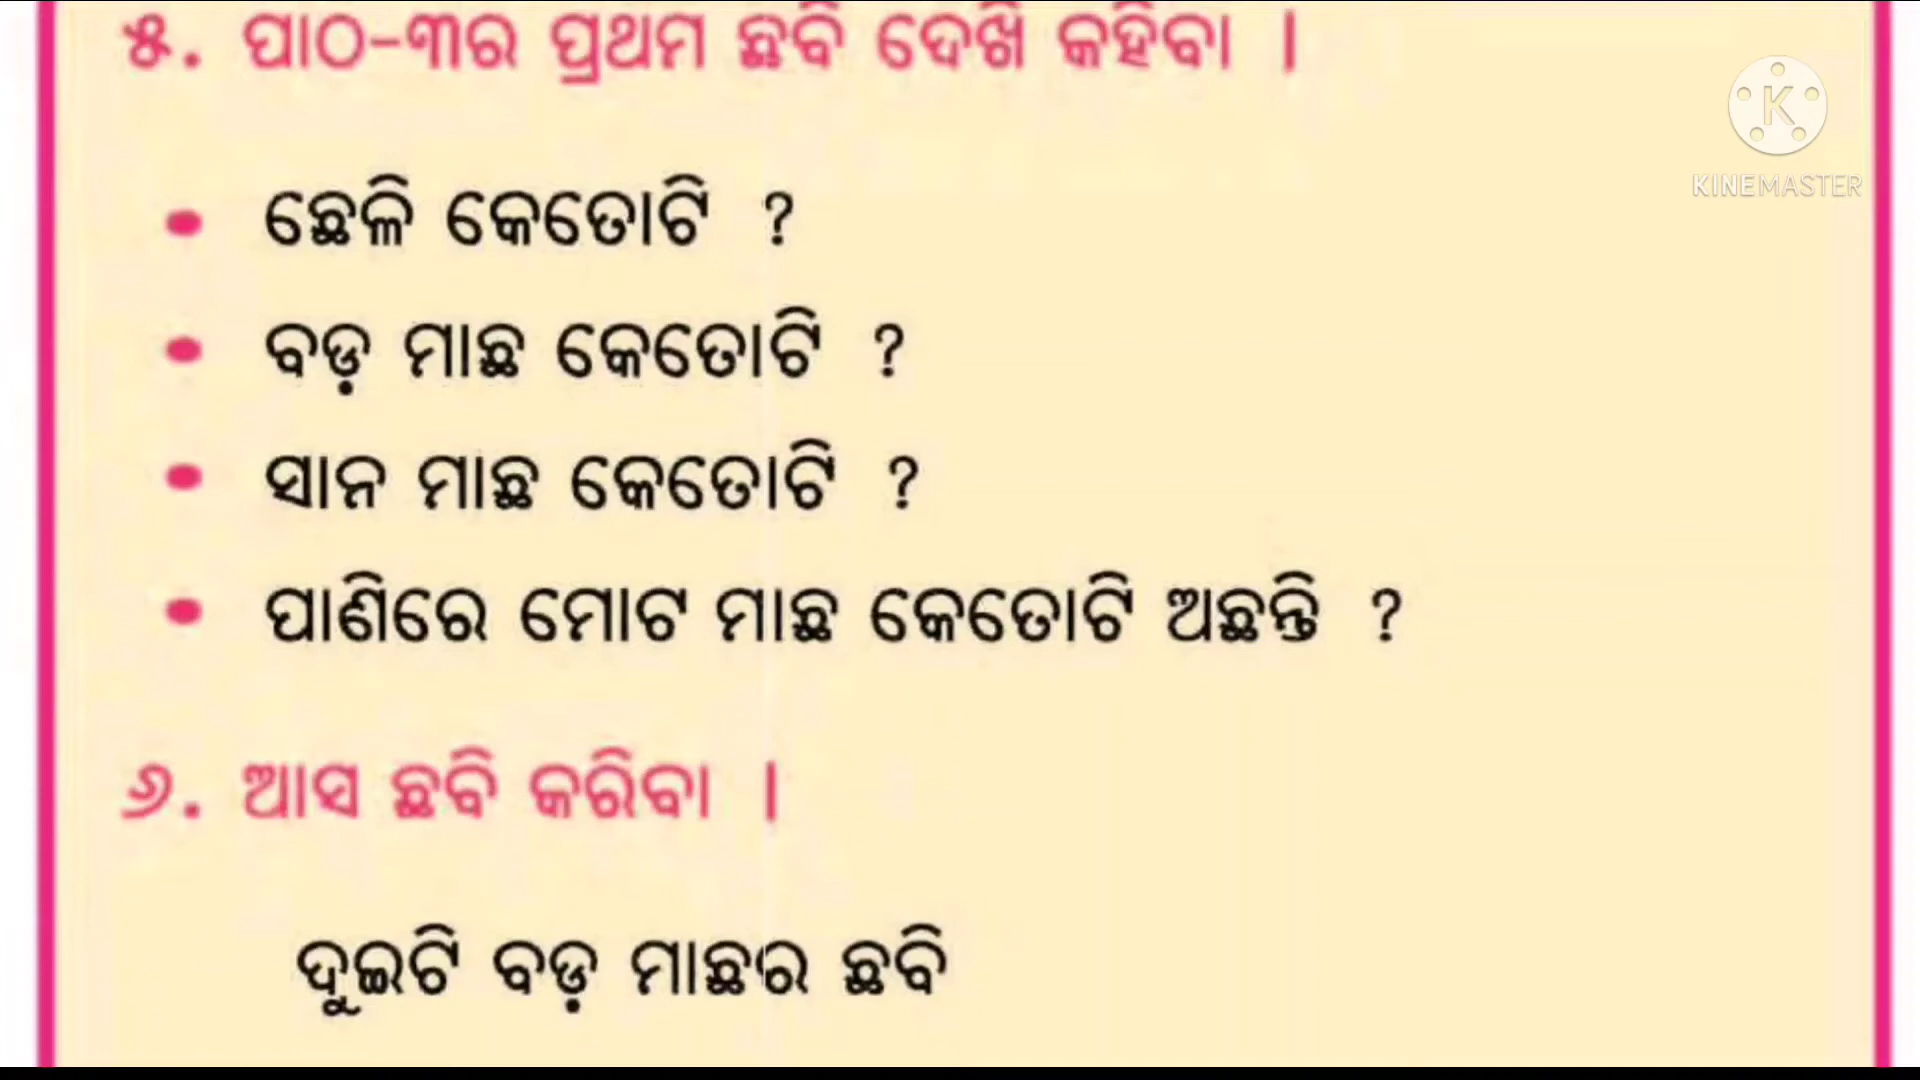 ୫. ପାଠ-୩ର ପ୍ରଥମ ଛବି ଦେଖି କହିବା ।
KINEMASTER
• ଛେଳି କେତୋଟି ?
• ବଡ଼ ମାଛ କେତୋଟି ?
• ସାନ ମାଛ କେତୋଟି ?
• ପାଣିରେ ମୋଟ ମାଛ କେତୋଟି ଅଛନ୍ତି ?
୬. ଆସ ଛବି କରିବା ।
ଦୁଇଟି ବଡ଼ ମାଛର ଛବି